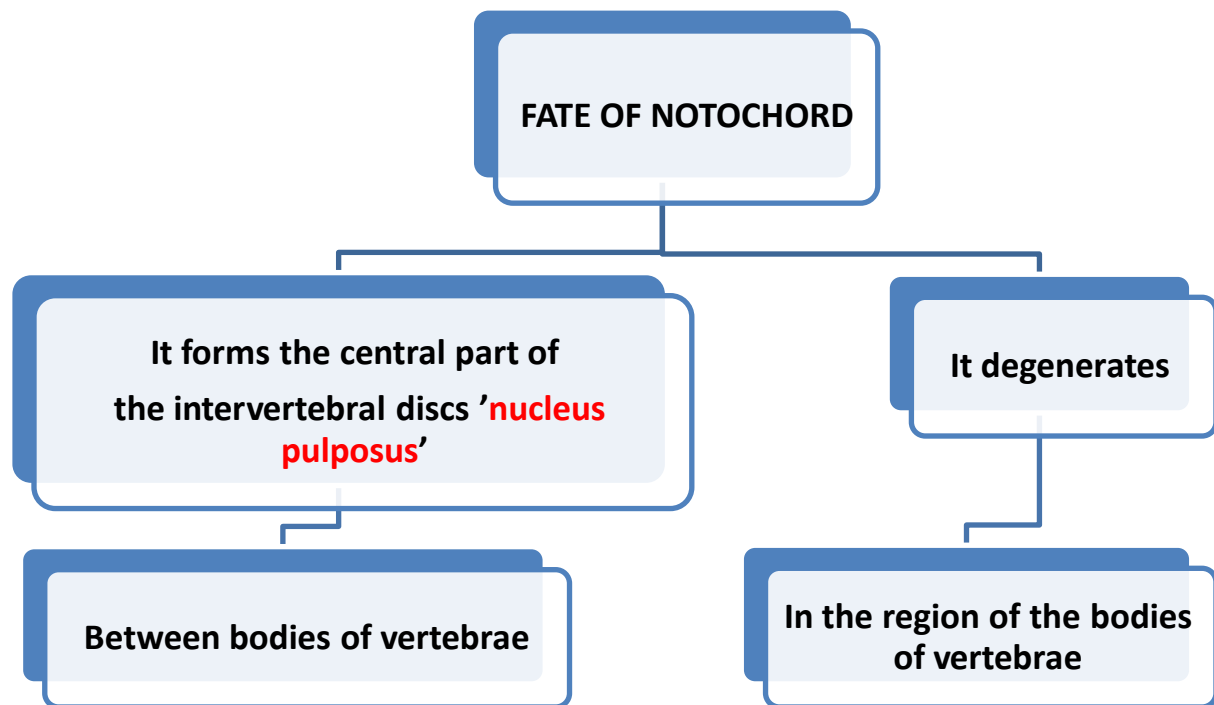 FATE OF NOTOCHORD
It forms the central part of
the intervertebral discs ’nucleus
pulposus’
It degenerates
Between bodies of vertebrae
In the region of the bodies
of vertebrae